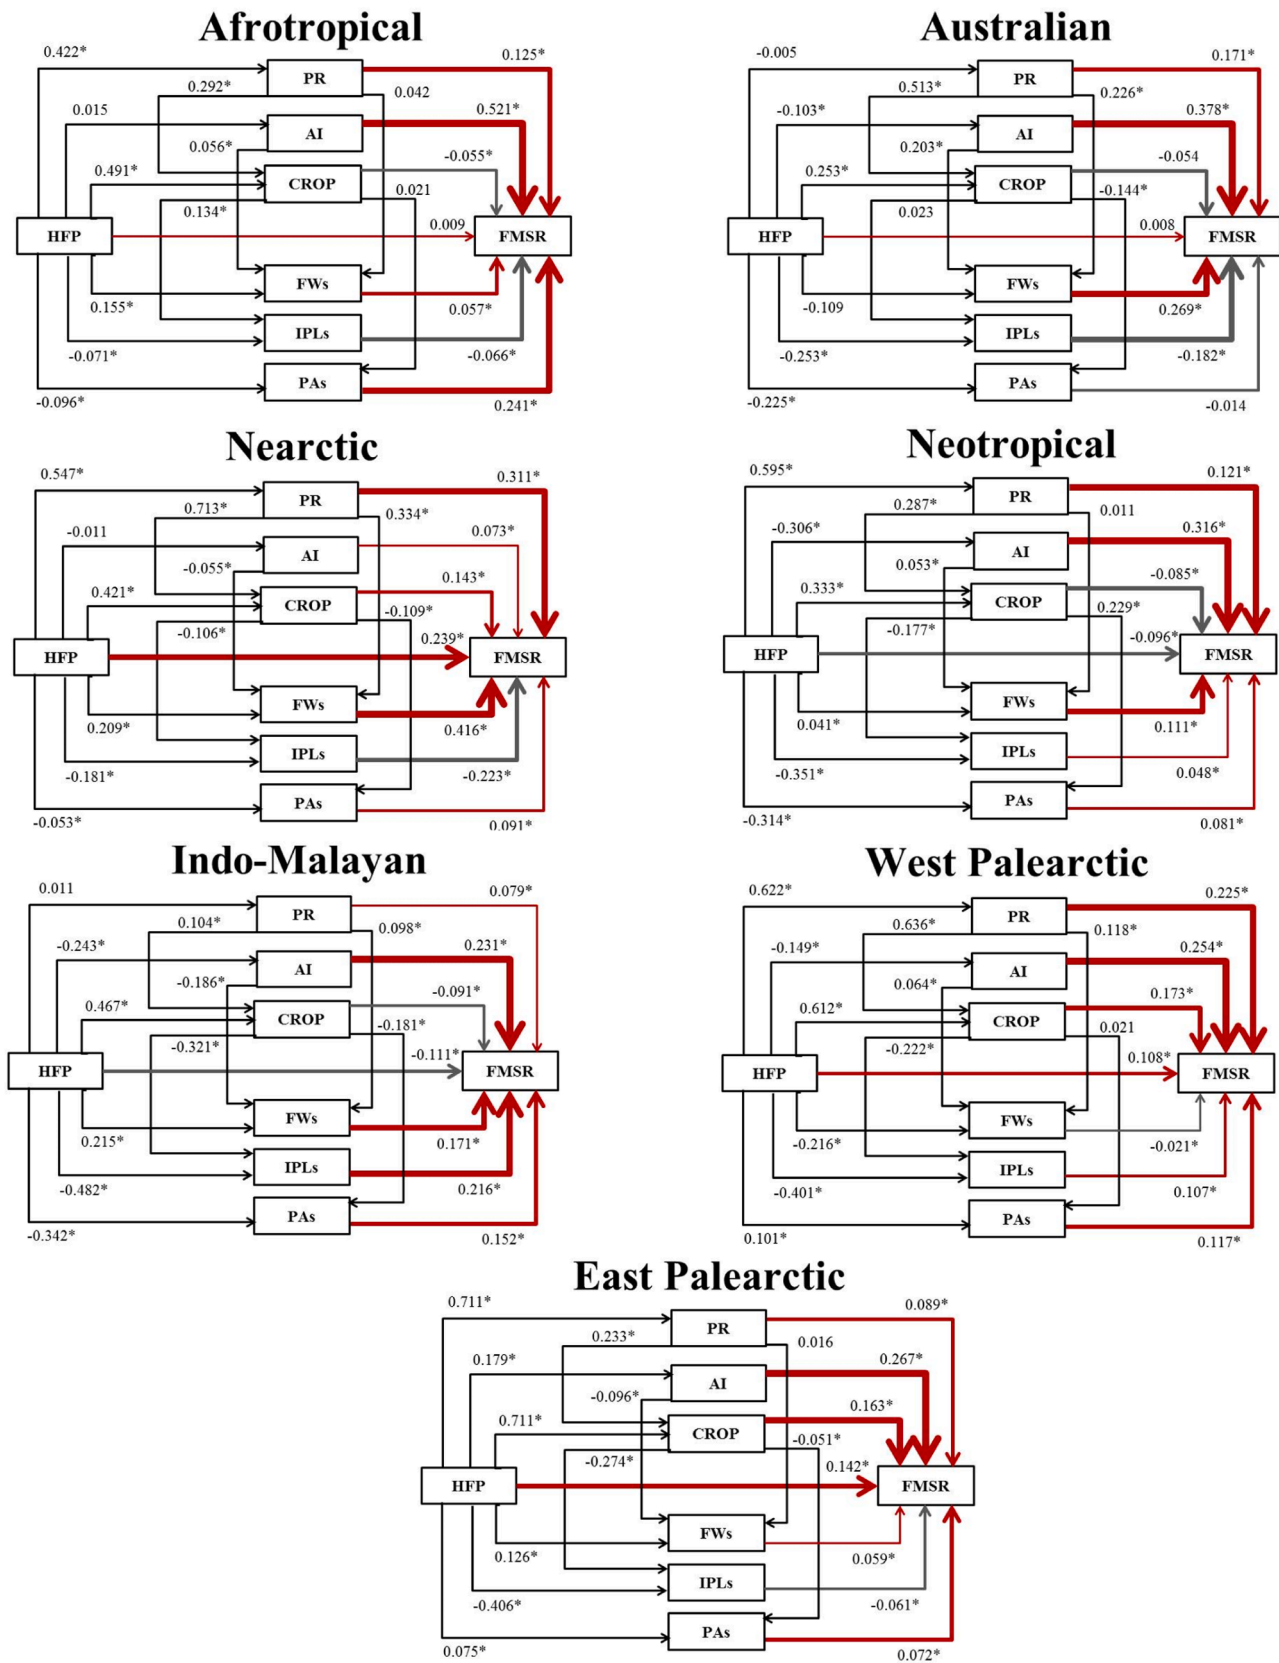 Afrotropical
0.422*
0.125*
PR
0.292*
0.042
0.015
0.521*
AI
0.056*
-0.055*
0.491*
CROP
0.021
0.134*
0.009
HFP
FMSR
FWs
0.155*
0.057*
IPLs
-0.071*
-0.066*
PAs
-0.096*
0.241*
Australian
-0.005
0.171*
PR
0.513*
0.226*
-0.103*
0.378*
AI
0.203*
-0.054
0.253*
CROP
-0.144*
0.023
0.008
HFP
FMSR
FWs
-0.109
0.269*
IPLs
-0.253*
-0.182*
PAs
-0.225*
-0.014
Nearctic
0.547*
0.311*
PR
0.713*
0.334*
-0.011
0.073*
AI
-0.055*
0.143*
0.421*
CROP
-0.109*
-0.106*
0.239*
HFP
FMSR
FWs
0.209*
0.416*
IPLs
-0.181*
-0.223*
PAs
-0.053*
0.091*
Neotropical
0.595*
0.121*
PR
0.287*
0.011
-0.306*
0.316*
AI
0.053*
-0.085*
0.333*
CROP
0.229*
-0.177*
-0.096*
HFP
FMSR
FWs
0.041*
0.111*
IPLs
-0.351*
0.048*
PAs
-0.314*
0.081*
Indo-Malayan
0.011
0.079*
PR
0.104*
0.098*
-0.243*
0.231*
AI
-0.186*
-0.091*
0.467*
CROP
-0.181*
-0.321*
-0.111*
HFP
FMSR
FWs
0.215*
0.171*
IPLs
-0.482*
0.216*
PAs
-0.342*
0.152*
West Palearctic
0.622*
0.225*
PR
0.636*
0.118*
-0.149*
0.254*
AI
0.064*
0.173*
0.612*
CROP
0.021
-0.222*
0.108*
HFP
FMSR
FWs
-0.216*
-0.021*
IPLs
-0.401*
0.107*
PAs
0.101*
0.117*
East Palearctic
0.711*
0.089*
PR
0.233*
0.016
0.179*
0.267*
AI
-0.096*
0.163*
0.711*
CROP
-0.051*
-0.274*
0.142*
HFP
FMSR
FWs
0.126*
0.059*
IPLs
-0.406*
-0.061*
PAs
0.075*
0.072*